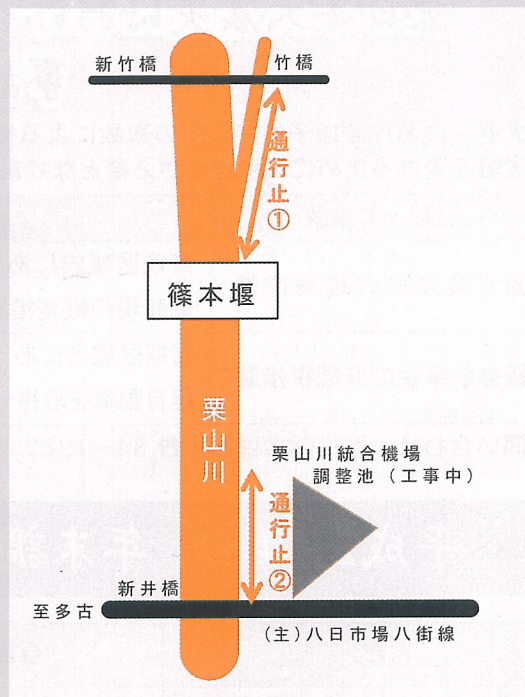 新竹橋
竹橋
通行止①
篠本堰
栗山川
栗山川統合機場
調整池（工事中）
通行止②
新井橋
至多古
(主)八日市場八街線